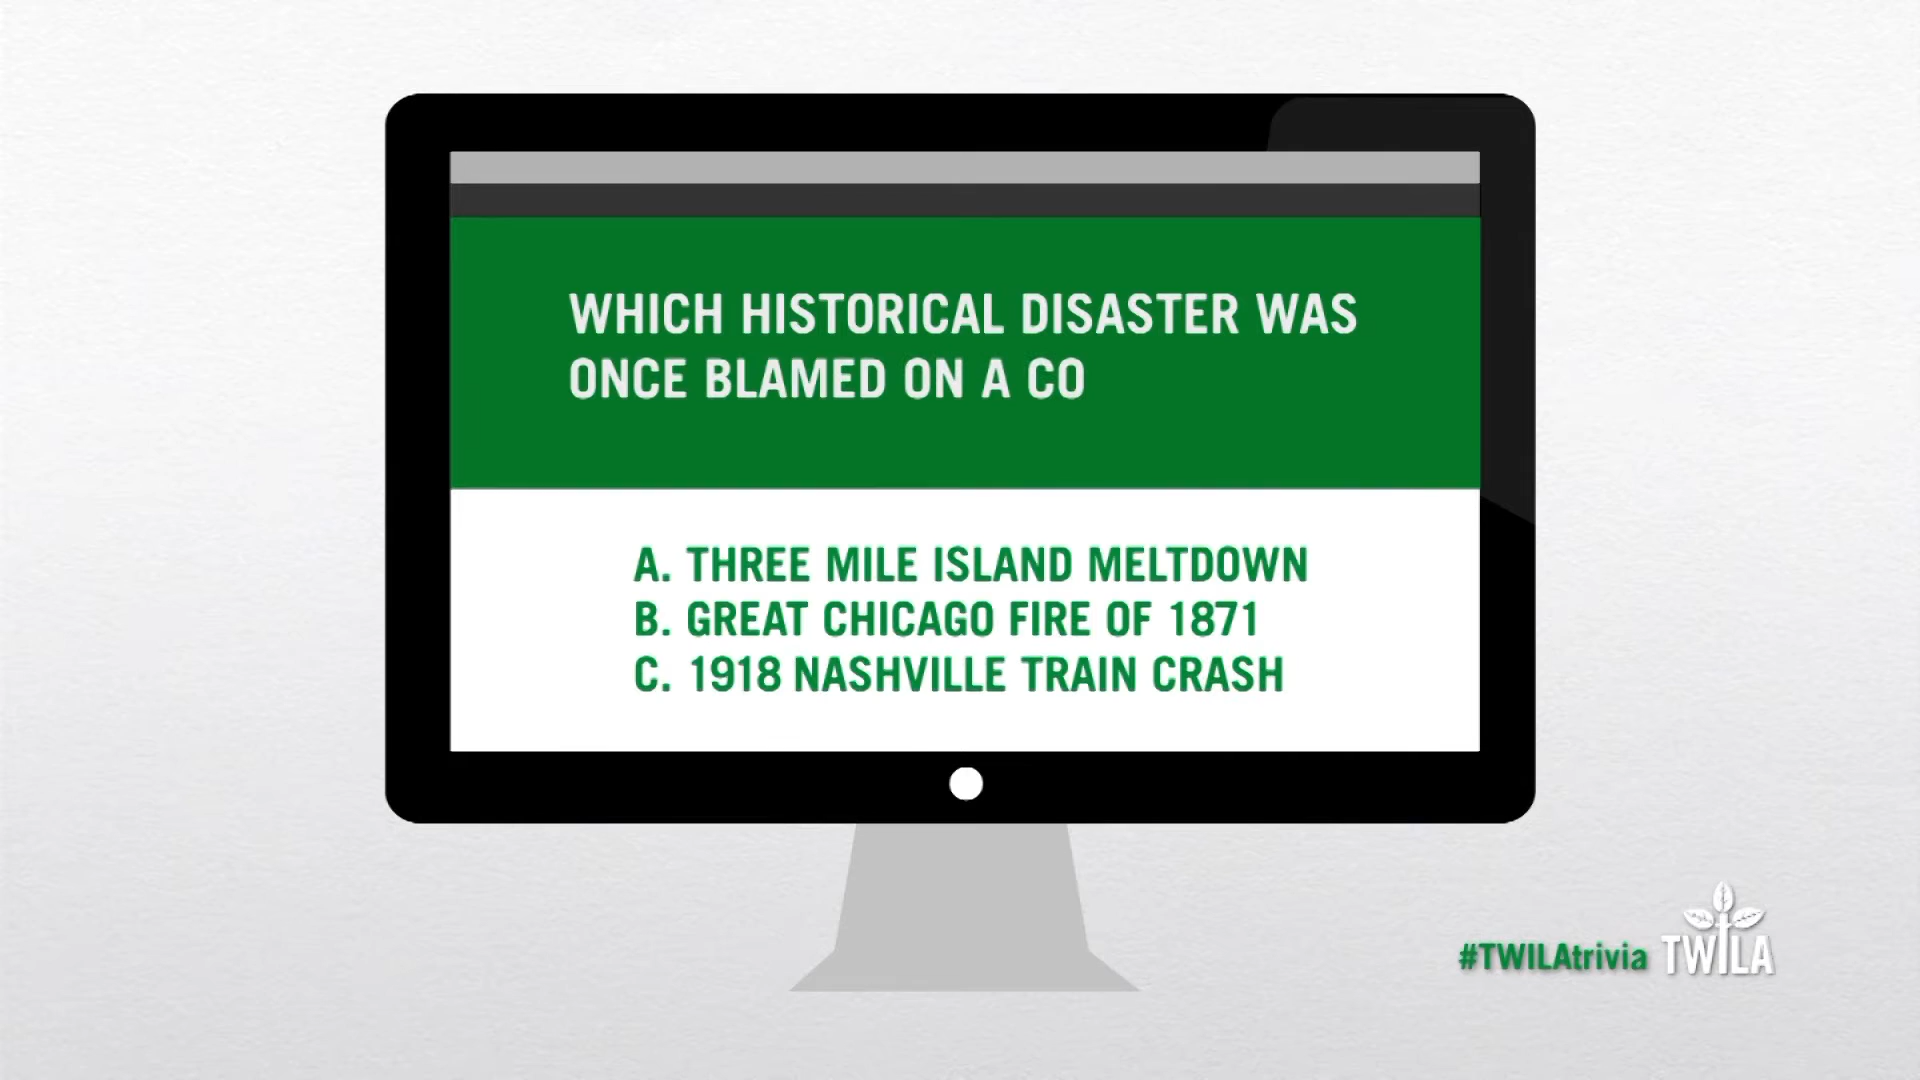 WHICH HISTORICAL DISASTER WAS
ONCE BLAMED ON A CO
A. THREE MILE ISLAND MELTDOWN
B. GREAT CHICAGO FIRE OF 1871
C. 1918 NASHVILLE TRAIN CRASH
#TWILAtrivia TWILA